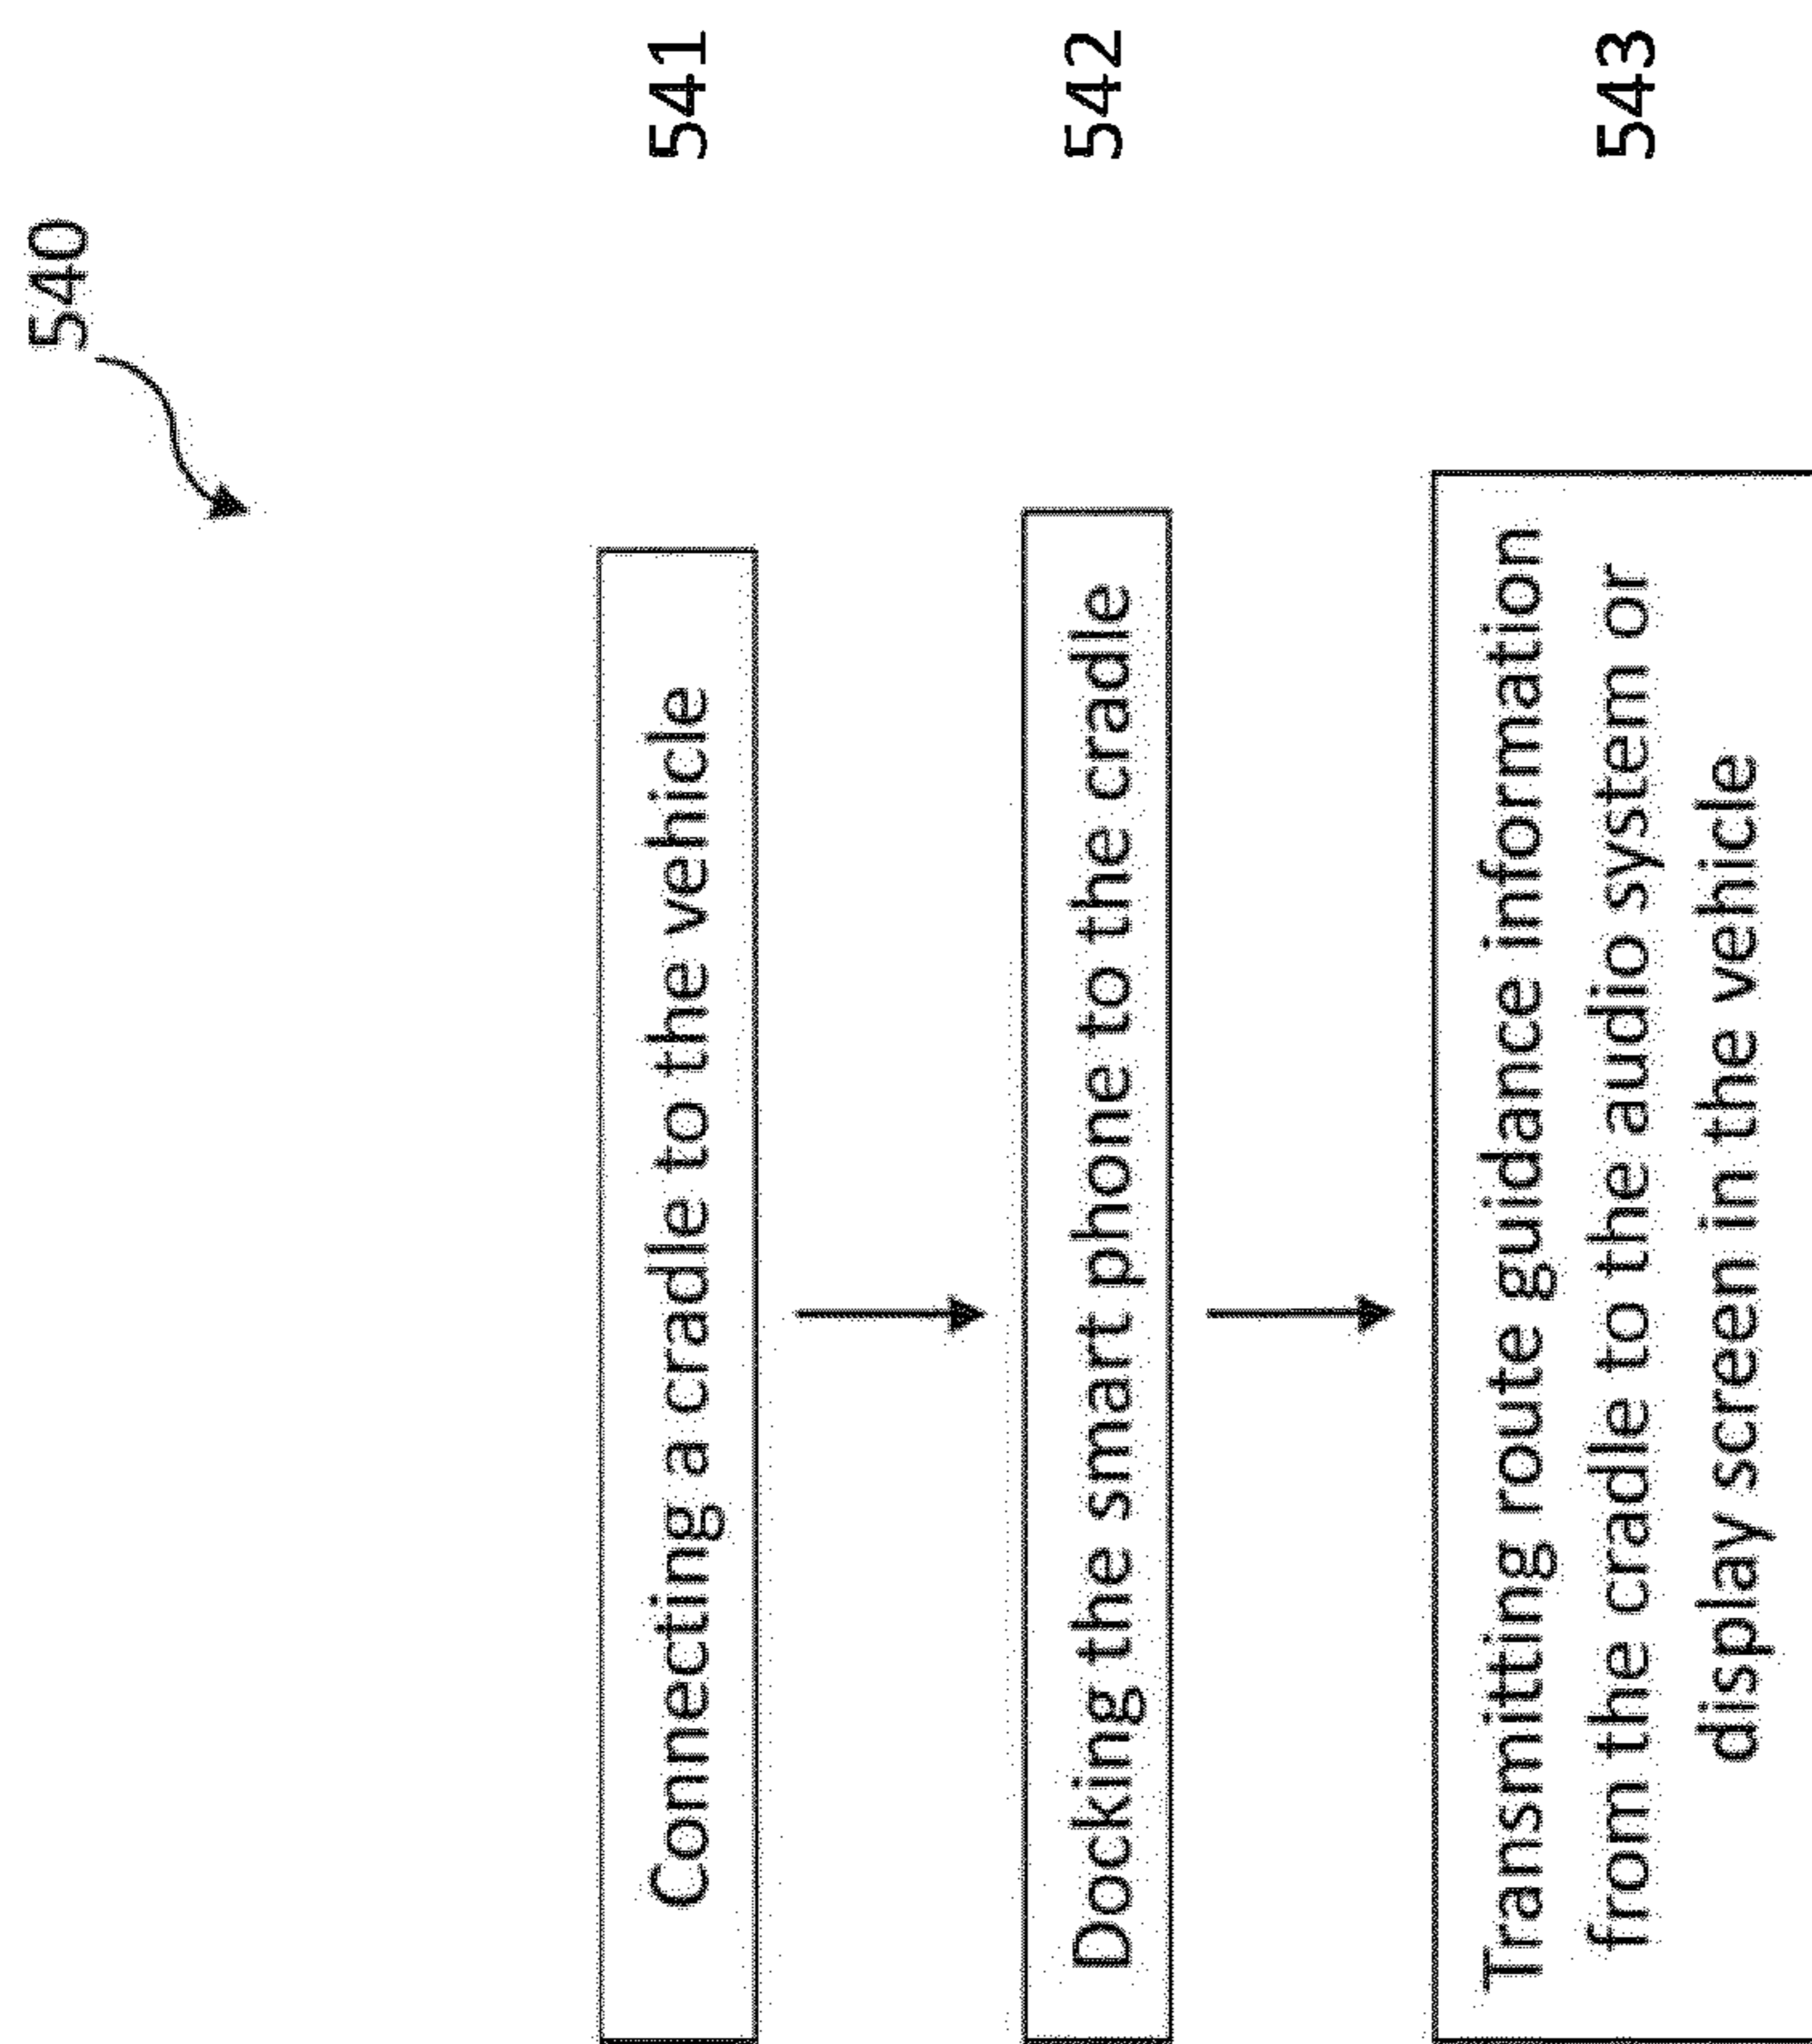 540
Connecting a cradle to the vehicle
541
Docking the smart phone to the cradle
542
Transmitting route guidance information
from the cradle to the audio system or
display screen in the vehicle
543